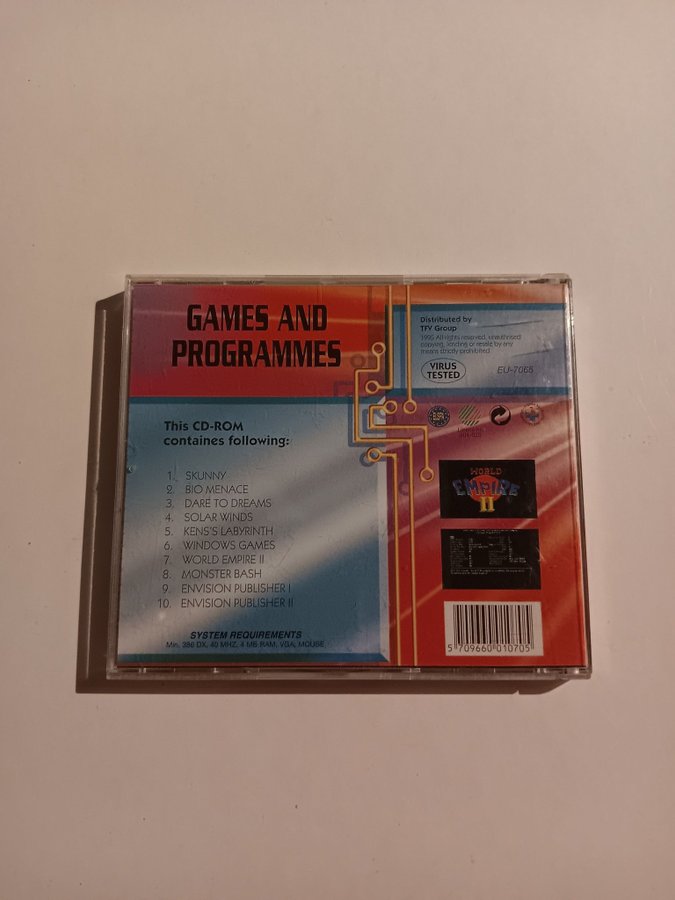 GAMES AND
PROGRAMMES
This CD-ROM
containes following:
1. SKUNNY
2. BIO MENACE
3. DARE TO DREAMS
4. SOLAR WINDS
5. KENS'S LABYRINTH
6. WINDOWS GAMES
7. WORLD EMPIRE II
8. MONSTER BASH
9. ENVISION PUBLISHER I
10. ENVISION PUBLISHER II
SYSTEM REQUIREMENTS
Min. 386 DX, 40 MHZ, 4 MB RAM, VGA, MOUSE
Distributed by
TFY Group
1995 All rights reserved, unauthorised
copying, lending or resale by any
means strictly prohibited.
VIRUS
TESTED
EU-7065
ELSPA
WORLD
EMPIRE
II
5 709660 010705